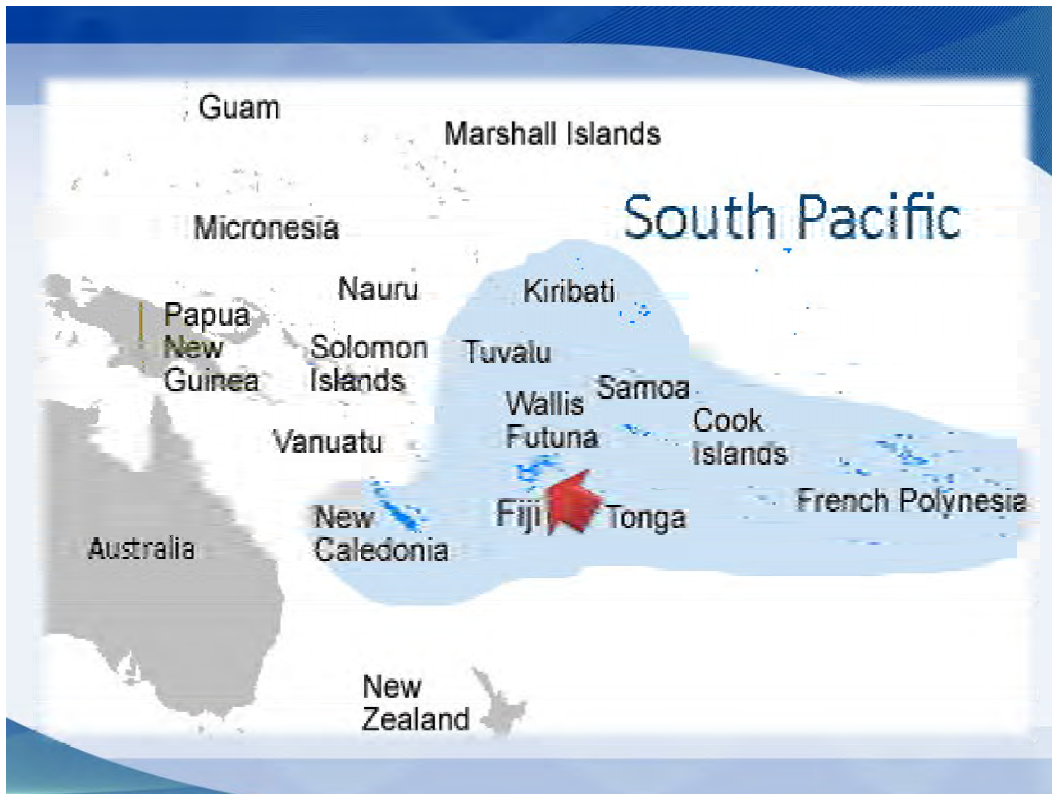 Guam
Marshall Islands
South Pacific
Micronesia
Nauru
Kiribati
Papua
New
Guinea
Solomon
Islands
Tuvalu
Samoa
Wallis
Futuna
Cook
Islands
Vanuatu
French Polynesia
New
Caledonia
Fiji
Tonga
Australia
New
Zealand